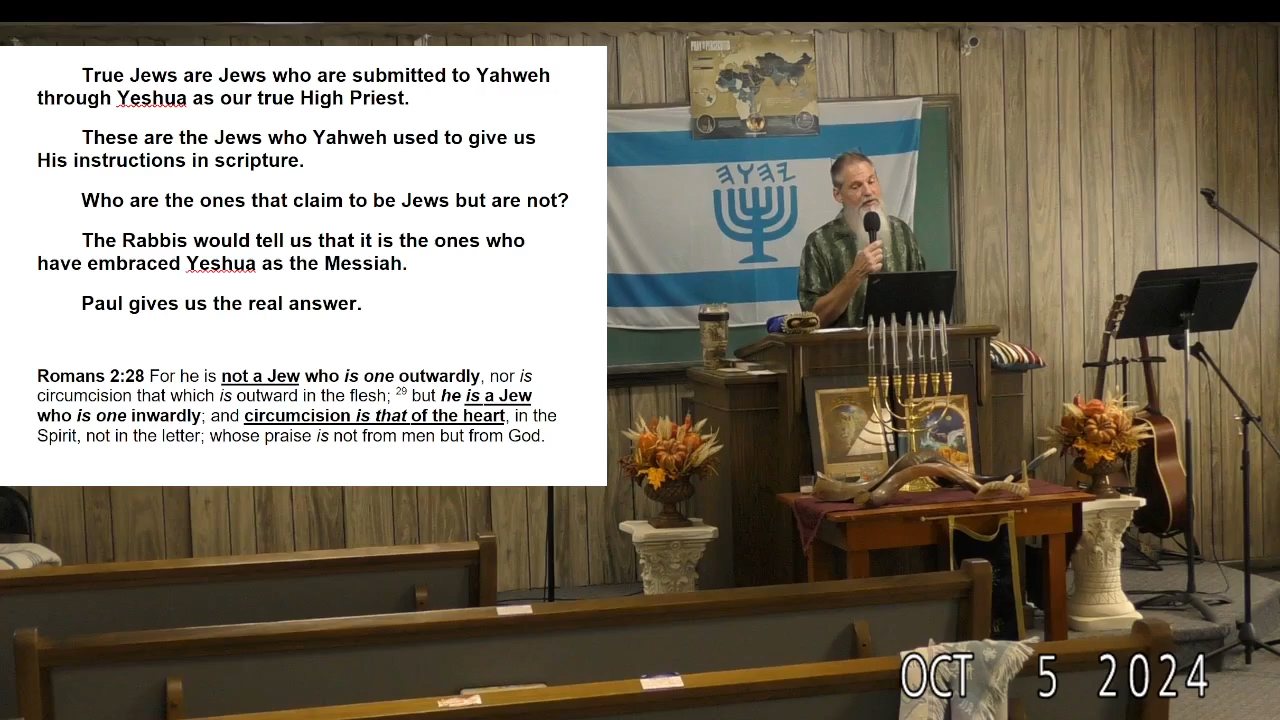 True Jews are Jews who are submitted to Yahweh
through Yeshua as our true High Priest.
These are the Jews who Yahweh used to give us
His instructions in scripture.
Who are the ones that claim to be Jews but are not?
The Rabbis would tell us that it is the ones who
have embraced Yeshua as the Messiah.
Paul gives us the real answer.
Romans 2:28 For he is not a Jew who is one outwardly, nor is
circumcision that which is outward in the flesh; 29 but he is a Jew
who is one inwardly; and circumcision is that of the heart, in the
Spirit, not in the letter; whose praise is not from men but from God.
𐤉𐤄𐤅𐤄
OCT 5 2024